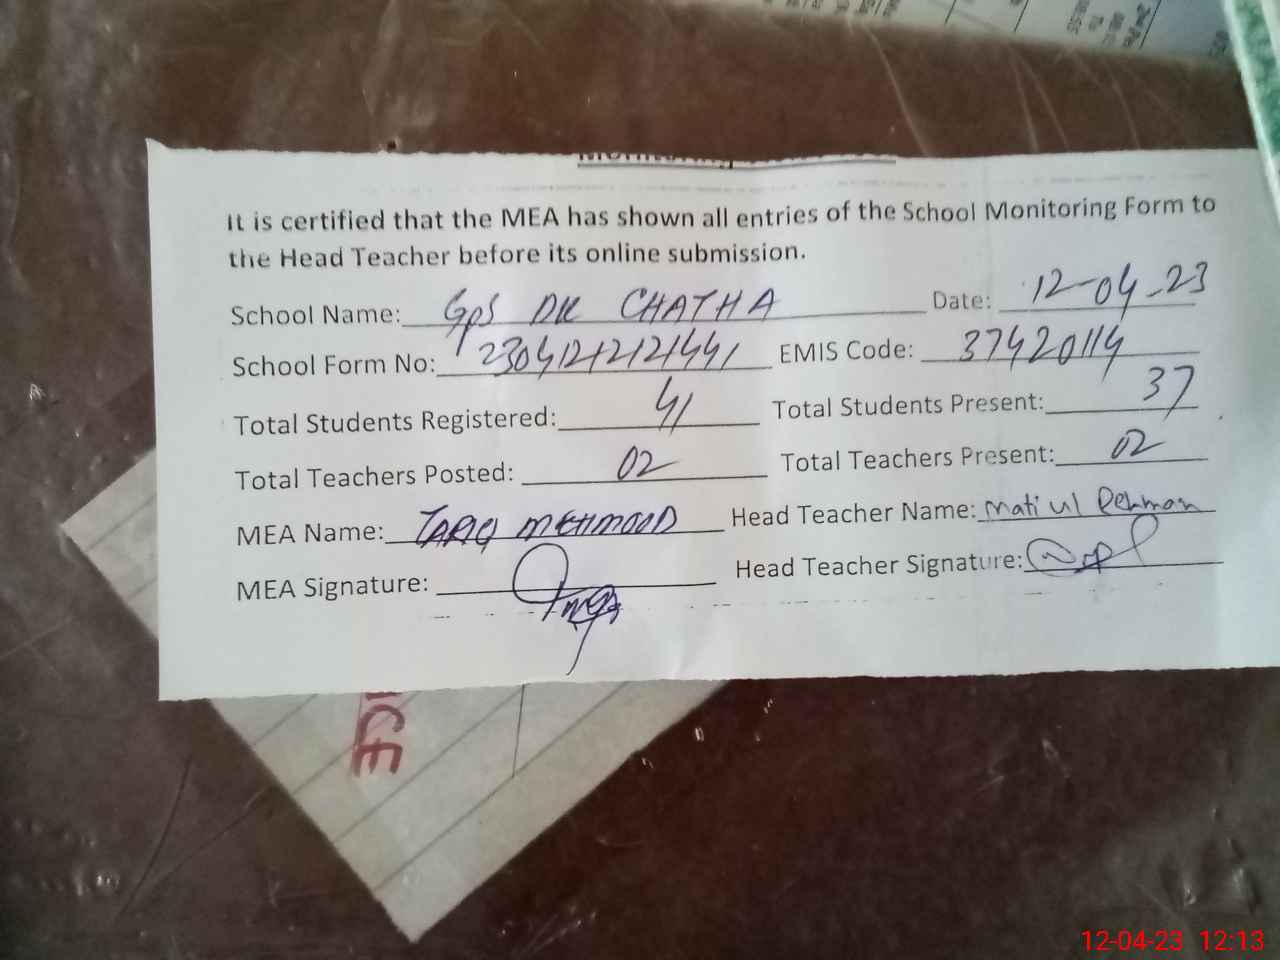 It is certified that the MEA has shown all entries of the School Monitoring Form to
the Head Teacher before its online submission.
School Name: GPS DK CHATHA Date: 12-04-23
School Form No: 23041212121441 EMIS Code: 37420114
Total Students Registered: 41 Total Students Present: 37
Total Teachers Posted: 02 Total Teachers Present: 02
MEA Name: TARIQ MEHMOOD Head Teacher Name: Mati ul Rehman
MEA Signature: Head Teacher Signature:
ICE
12-04-23 12:13